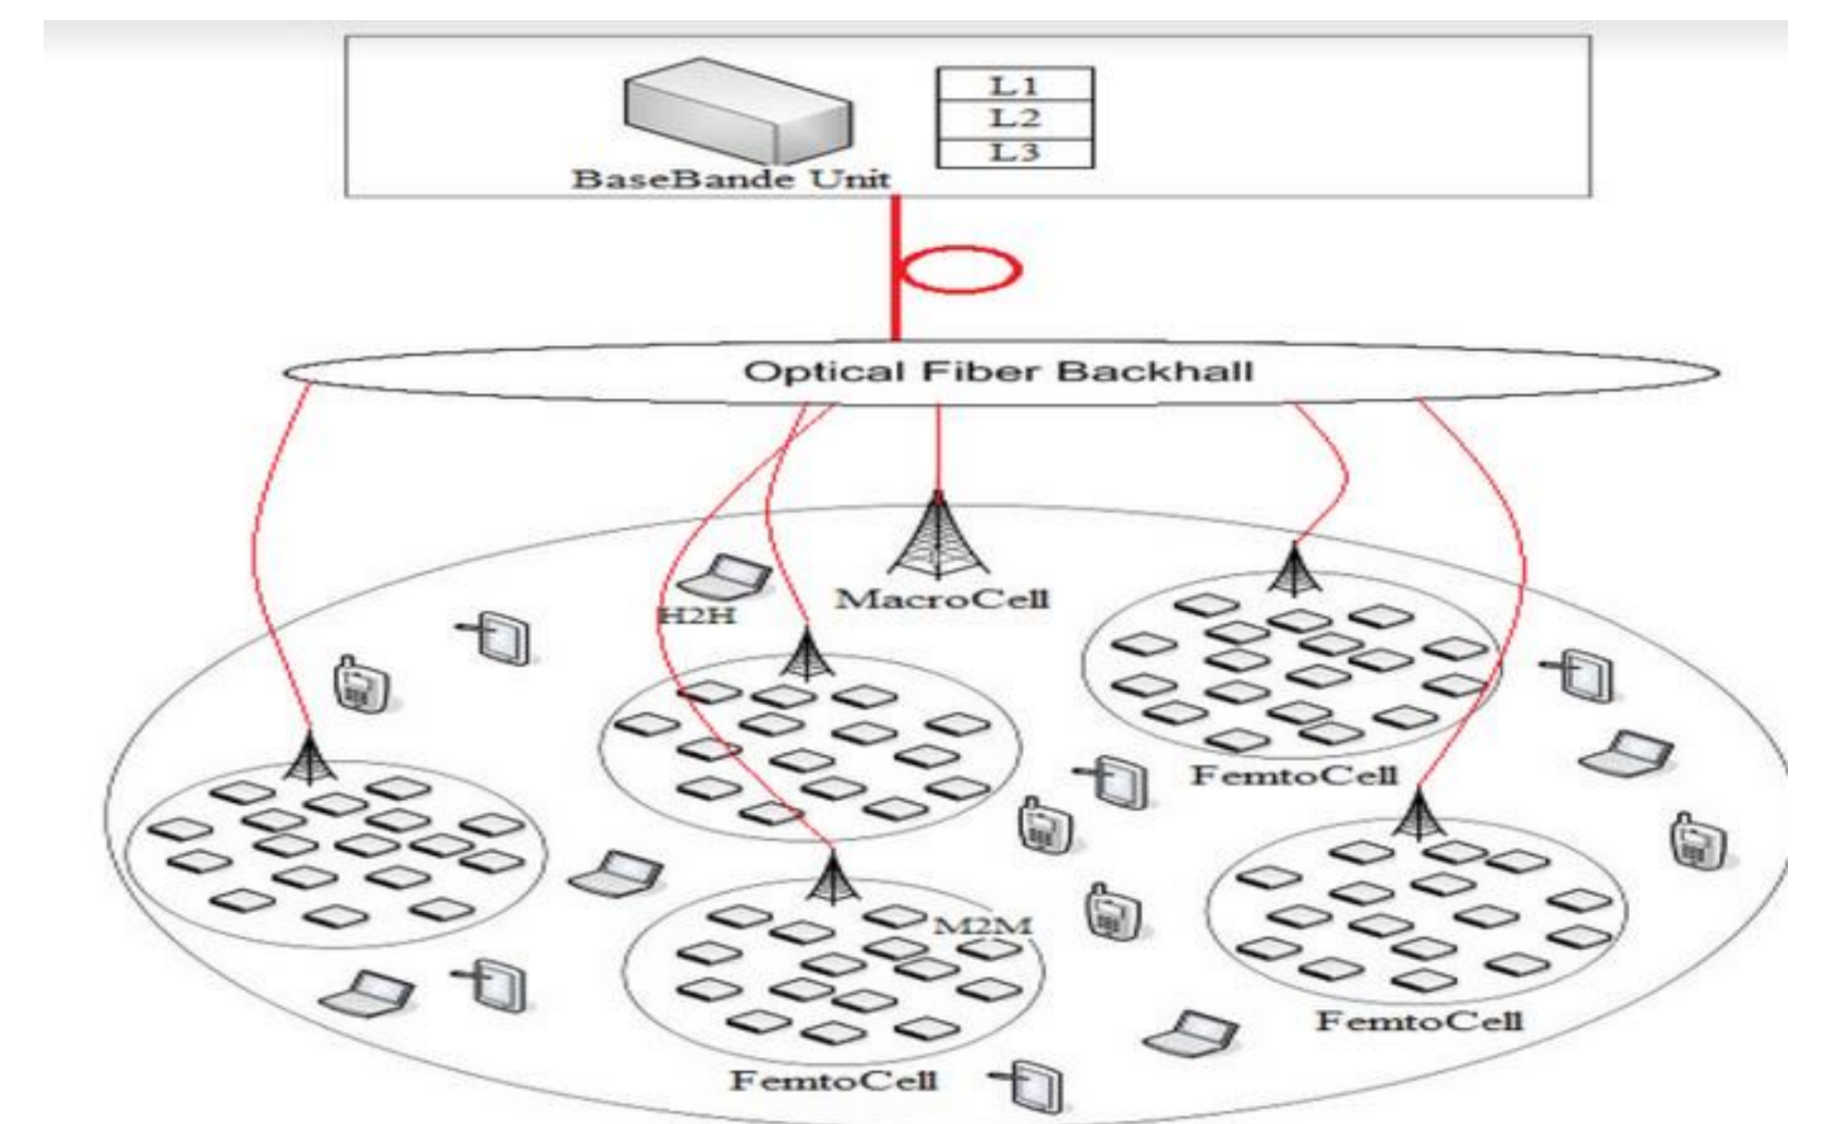 L1
L2
L3
BaseBande Unit
Optical Fiber Backhall
MacroCell
H2H
FemtoCell
M2M
FemtoCell
FemtoCell